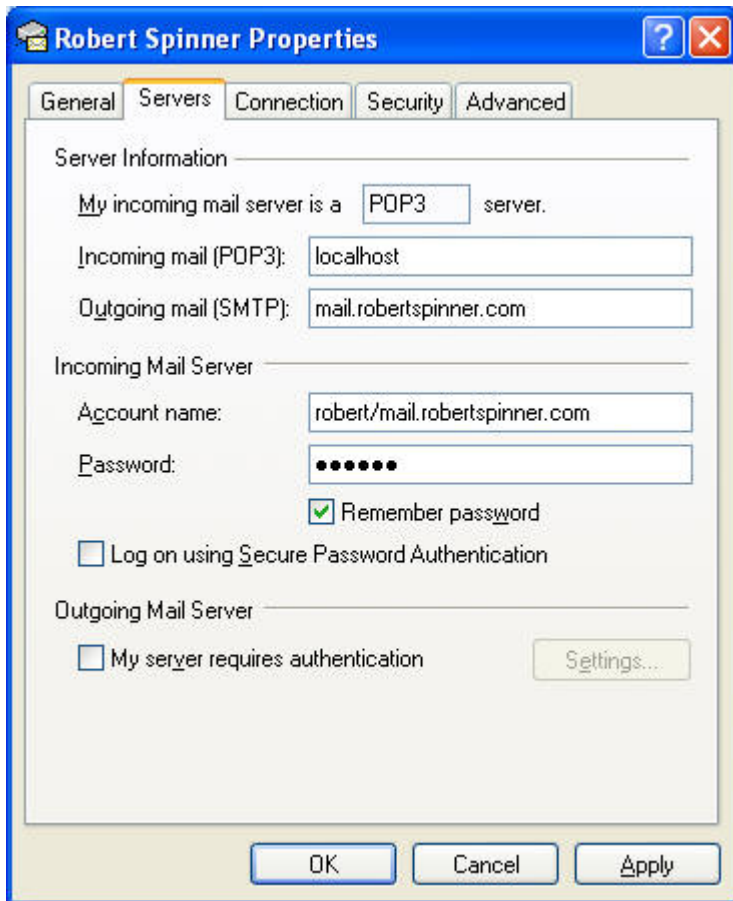 Robert Spinner Properties
General Servers Connection Security Advanced
Server Information
My incoming mail server is a POP3 server.
Incoming mail (POP3): localhost
Outgoing mail (SMTP): mail.robertspinner.com
Incoming Mail Server
Account name: robert/mail.robertspinner.com
Password: ●●●●●●
Remember password
Log on using Secure Password Authentication
Outgoing Mail Server
My server requires authentication Settings...
OK Cancel Apply